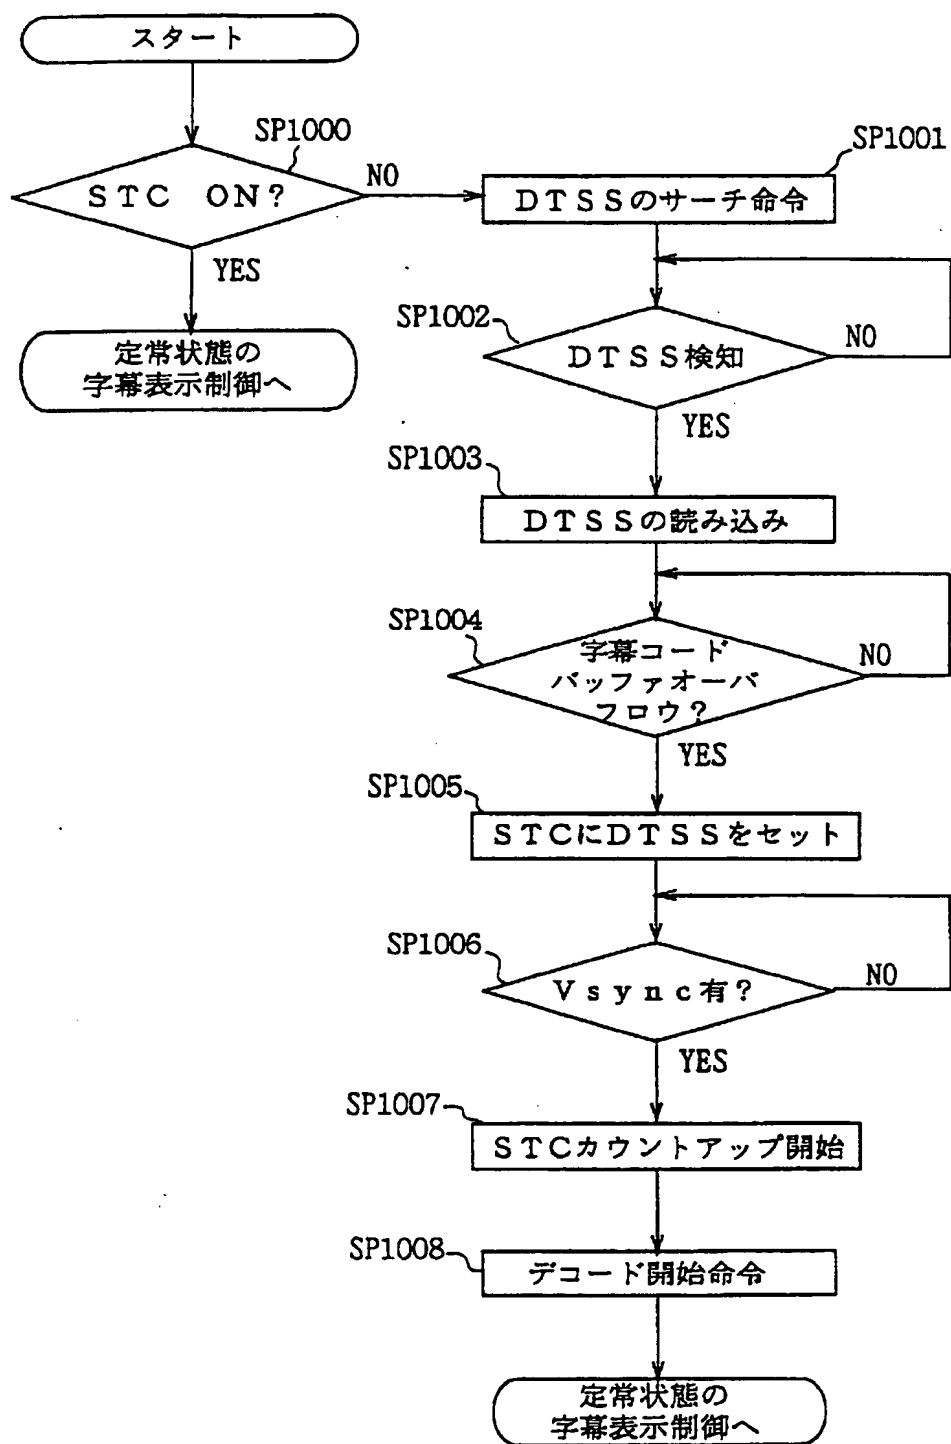 スタート
SP1000
STC ON?
NO
YES
定常状態の
字幕表示制御へ
SP1001
DTSSのサーチ命令
SP1002
DTSS検知
NO
YES
SP1003
DTSSの読み込み
SP1004
字幕コード
バッファオーバ
フロウ?
NO
YES
SP1005
STCにDTSSをセット
SP1006
Vsync有?
NO
YES
SP1007
STCカウントアップ開始
SP1008
デコード開始命令
定常状態の
字幕表示制御へ